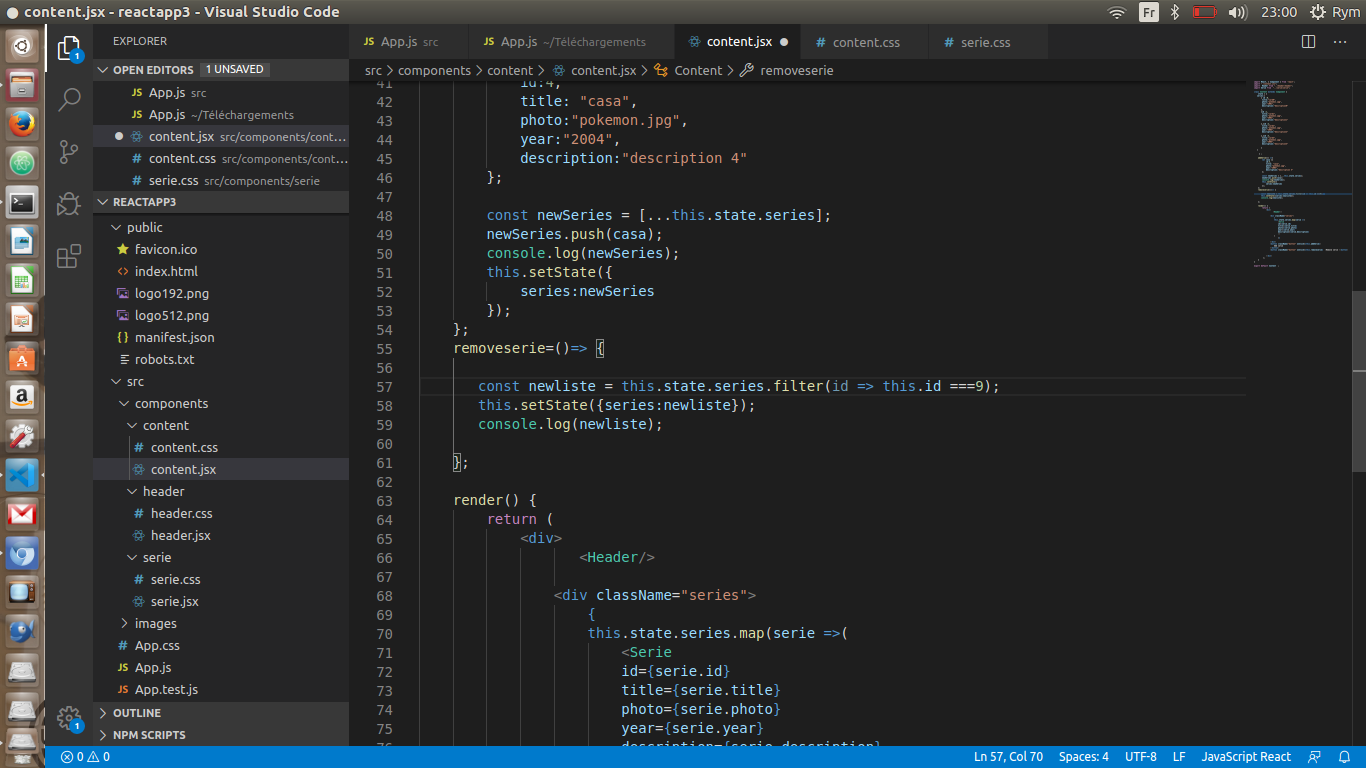 content.jsx - reactapp3 - Visual Studio Code
Fr
23:00
Rym
EXPLORER
OPEN EDITORS 1 UNSAVED
JS App.js src
JS App.js ~/Téléchargements
content.jsx src/components/cont...
# content.css src/components/cont...
# serie.css src/components/serie
REACTAPP3
public
favicon.ico
<> index.html
logo192.png
logo512.png
{} manifest.json
robots.txt
src
components
content
# content.css
content.jsx
header
# header.css
header.jsx
serie
# serie.css
serie.jsx
images
# App.css
JS App.js
JS App.test.js
OUTLINE
NPM SCRIPTS
1
1
JS App.js src
JS App.js ~/Téléchargements
content.jsx
# content.css
# serie.css
...
src > components > content > content.jsx > Content > removeserie
41 id:4,
42 title: "casa",
43 photo:"pokemon.jpg",
44 year:"2004",
45 description:"description 4"
46 };
47
48 const newSeries = [...this.state.series];
49 newSeries.push(casa);
50 console.log(newSeries);
51 this.setState({
52 series:newSeries
53 });
54 };
55 removeserie=()=> {
56
57 const newliste = this.state.series.filter(id => this.id ===9);
58 this.setState({series:newliste});
59 console.log(newliste);
60
61 };
62
63 render() {
64 return (
65 <div>
66 <Header/>
67
68 <div className="series">
69 {
70 this.state.series.map(serie =>(
71 <Serie
72 id={serie.id}
73 title={serie.title}
74 photo={serie.photo}
75 year={serie.year}
76 description={serie.description}
0 0
Ln 57, Col 70
Spaces: 4
UTF-8
LF
JavaScript React